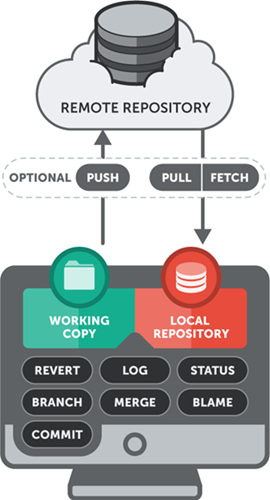 REMOTE REPOSITORY
OPTIONAL PUSH PULL FETCH
WORKING COPY
LOCAL REPOSITORY
REVERT LOG STATUS
BRANCH MERGE BLAME
COMMIT